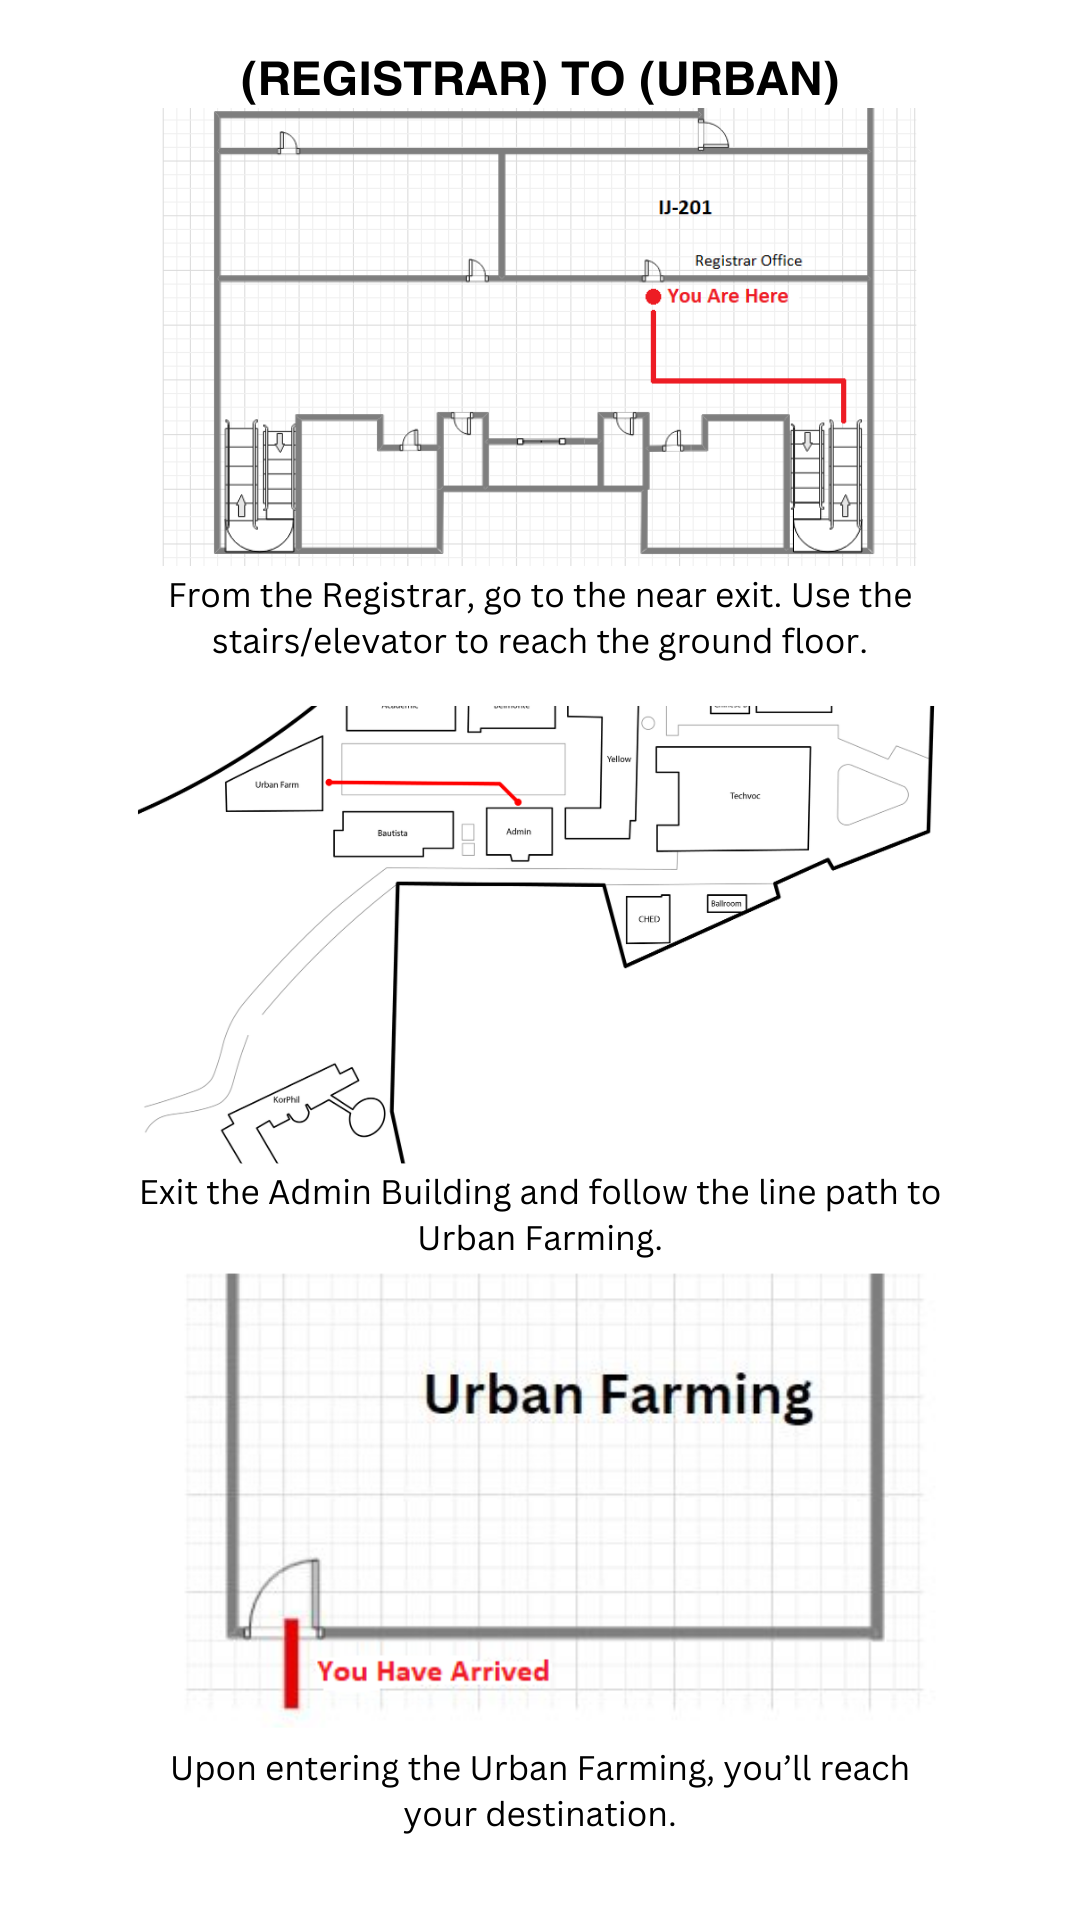 (REGISTRAR) TO (URBAN)
IJ-201
Registrar Office
You Are Here
From the Registrar, go to the near exit. Use the
stairs/elevator to reach the ground floor.
Academic
Belmonte
Yellow
Urban Farm
Techvoc
Bautista
Admin
CHED
Ballroom
KorPhil
Exit the Admin Building and follow the line path to
Urban Farming.
Urban Farming
You Have Arrived
Upon entering the Urban Farming, you’ll reach
your destination.